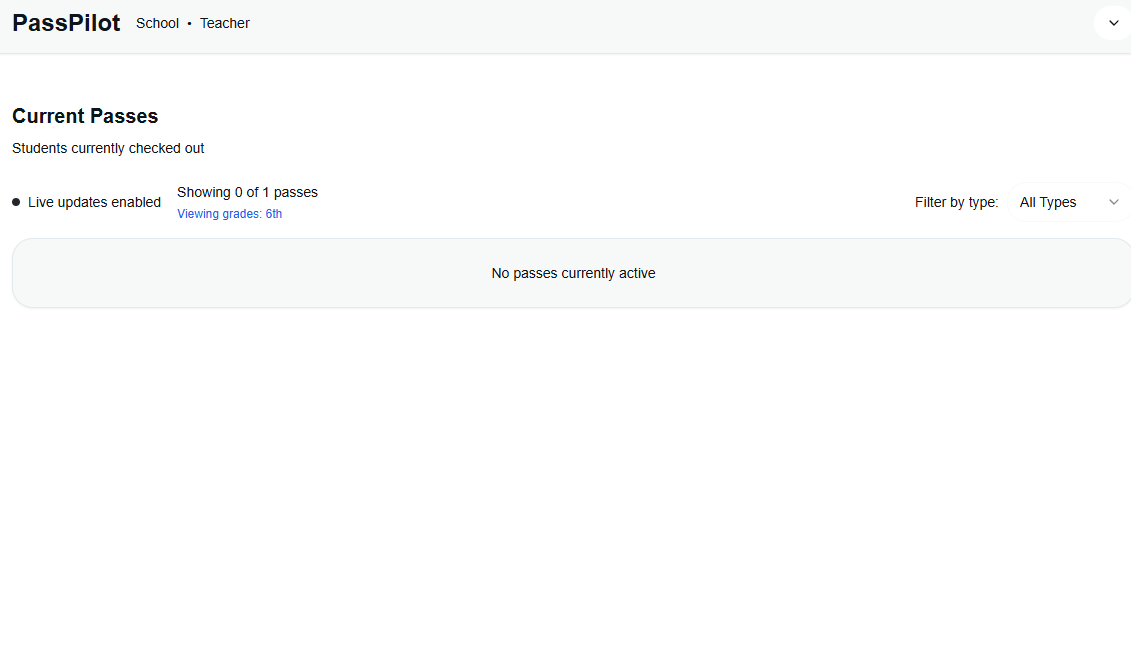 PassPilot School • Teacher
Current Passes
Students currently checked out
Live updates enabled
Showing 0 of 1 passes
Viewing grades: 6th
Filter by type: All Types
No passes currently active